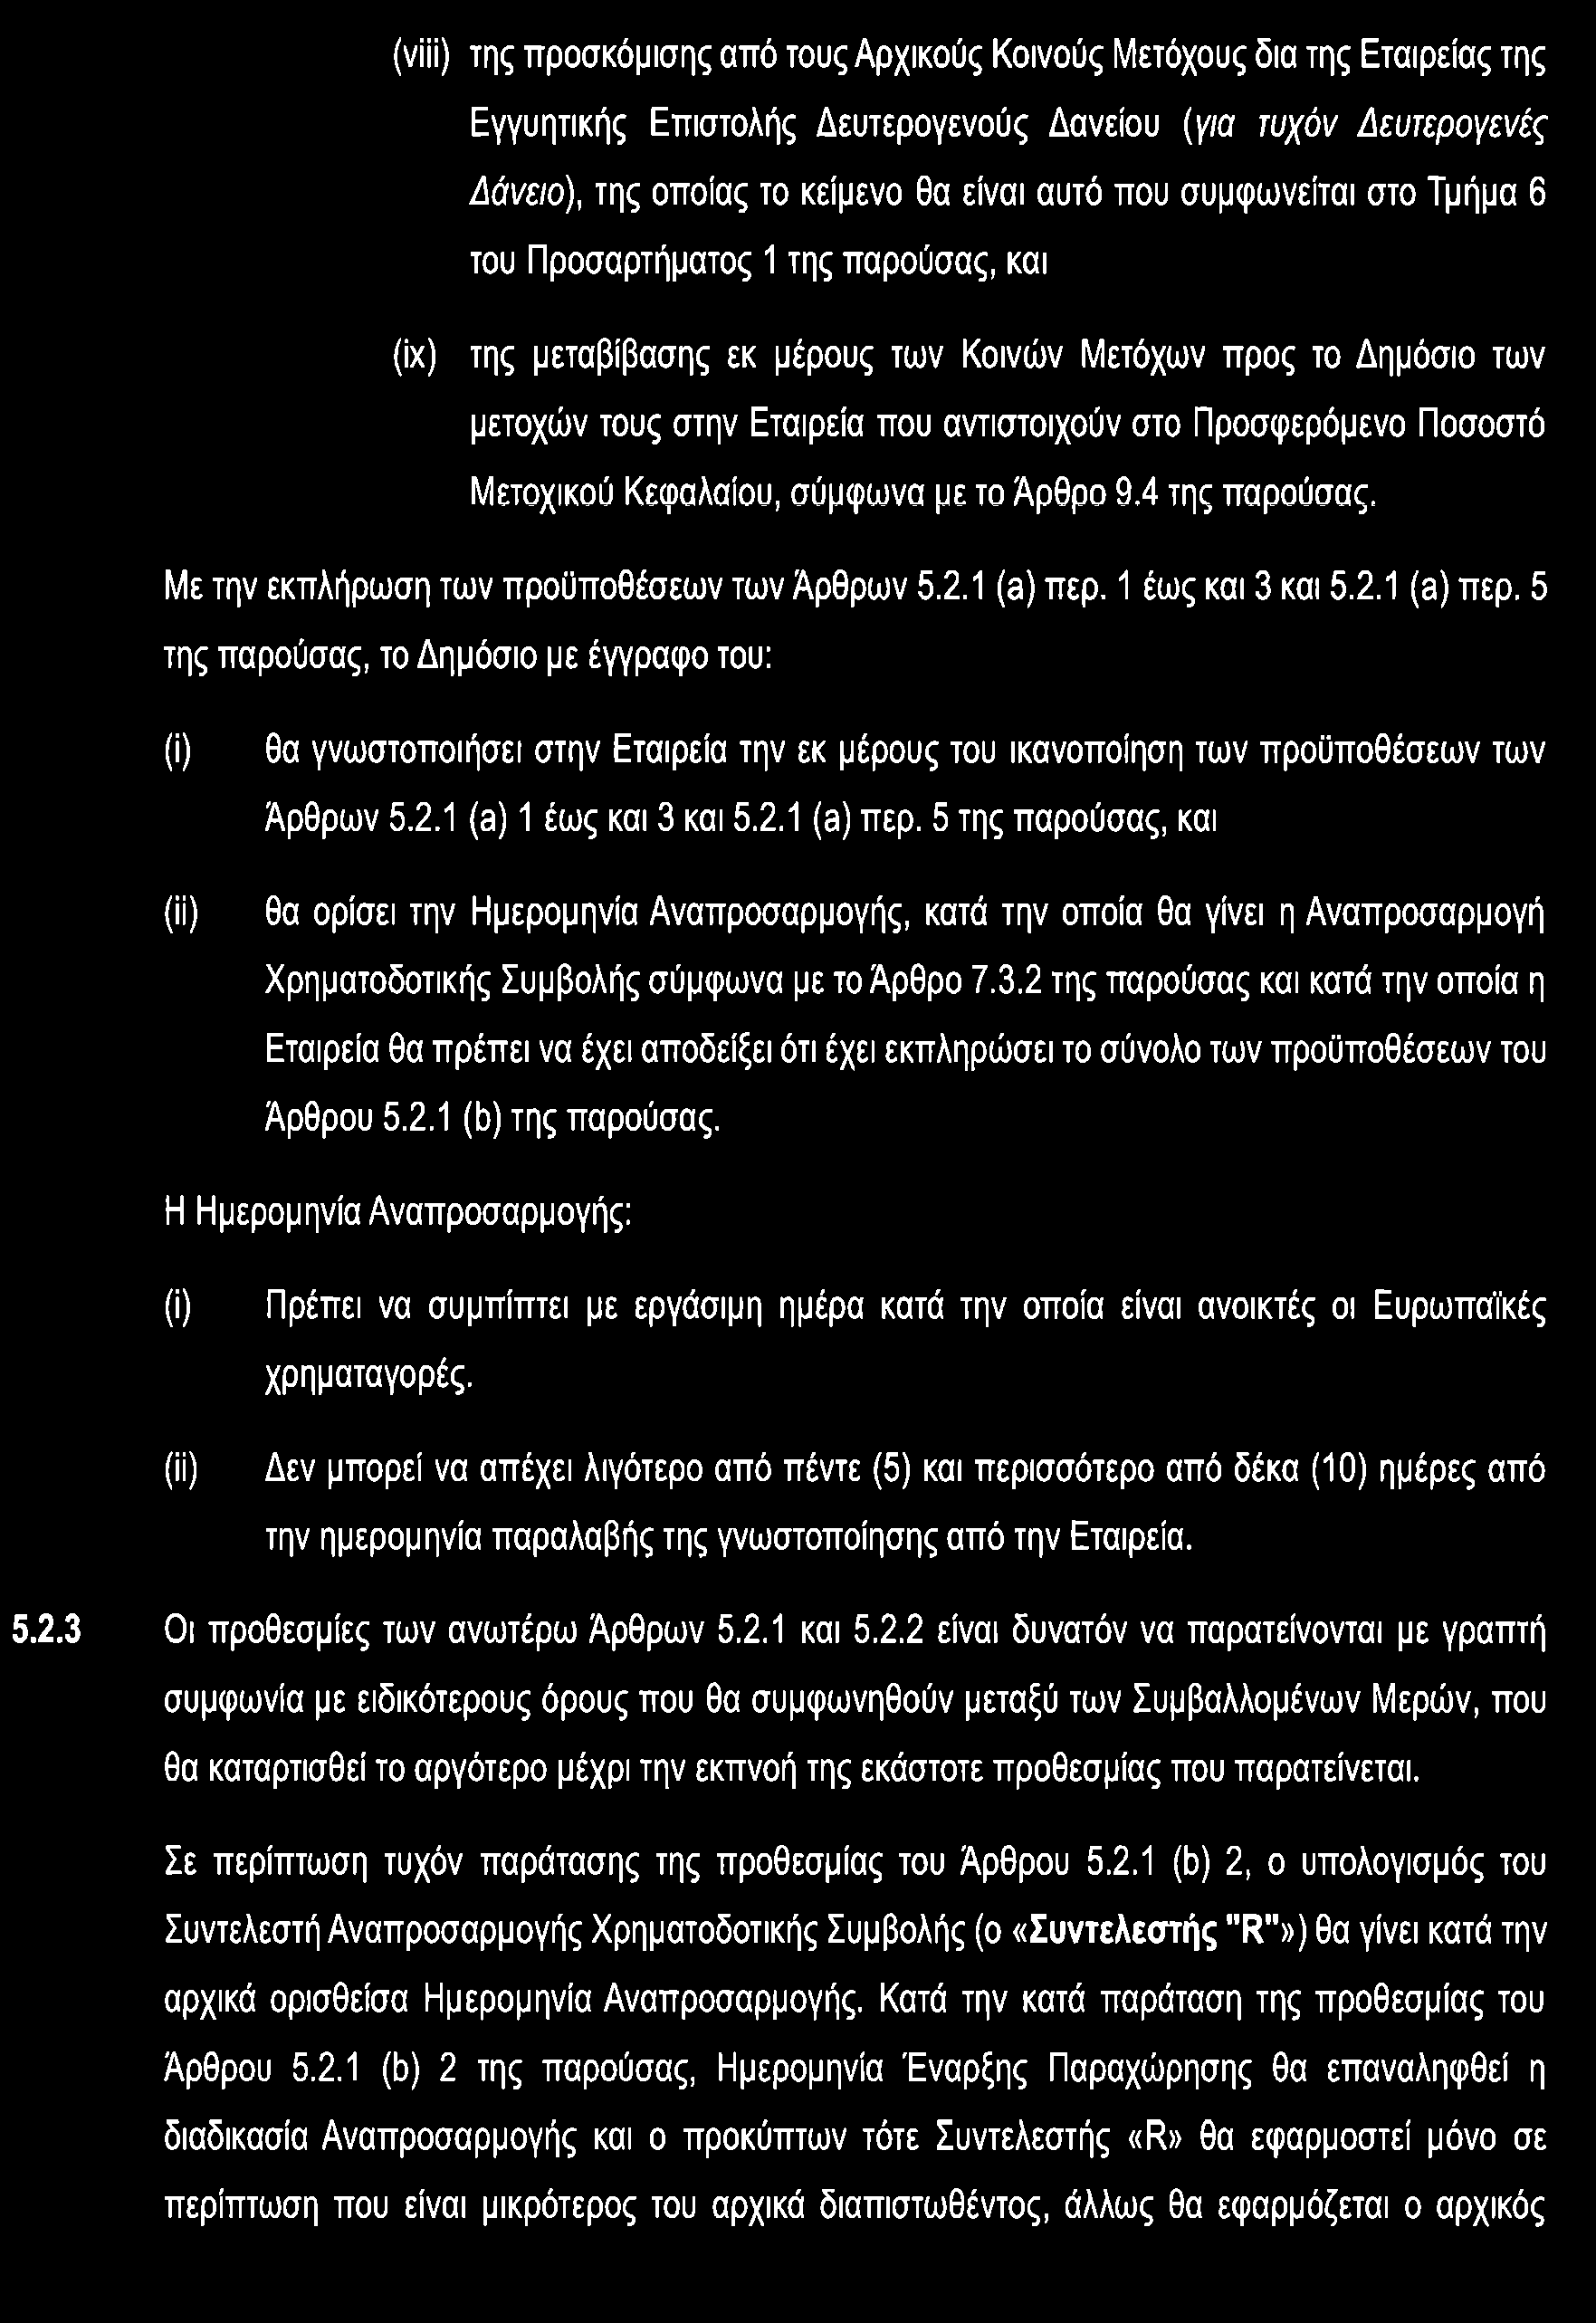 (viii) της προσκόμισης από τους Αρχικούς Κοινούς Μετόχους δια της Εταιρείας της
Εγγυητικής Επιστολής Δευτερογενούς Δανείου (για τυχόν Δευτερογενές
Δάνειο), της οποίας το κείμενο θα είναι αυτό που συμφωνείται στο Τμήμα 6
του Προσαρτήματος 1 της παρούσας, και
(ix) της μεταβίβασης εκ μέρους των Κοινών Μετόχων προς το Δημόσιο των
μετοχών τους στην Εταιρεία που αντιστοιχούν στο Προσφερόμενο Ποσοστό
Μετοχικού Κεφαλαίου, σύμφωνα με το Άρθρο 9.4 της παρούσας.
Με την εκπλήρωση των προϋποθέσεων των Άρθρων 5.2.1 (a) περ. 1 έως και 3 και 5.2.1 (a) περ. 5
της παρούσας, το Δημόσιο με έγγραφο του:
(i) θα γνωστοποιήσει στην Εταιρεία την εκ μέρους του ικανοποίηση των προϋποθέσεων των
Άρθρων 5.2.1 (a) 1 έως και 3 και 5.2.1 (a) περ. 5 της παρούσας, και
(ii) θα ορίσει την Ημερομηνία Αναπροσαρμογής, κατά την οποία θα γίνει η Αναπροσαρμογή
Χρηματοδοτικής Συμβολής σύμφωνα με το Άρθρο 7.3.2 της παρούσας και κατά την οποία η
Εταιρεία θα πρέπει να έχει αποδείξει ότι έχει εκπληρώσει το σύνολο των προϋποθέσεων του
Άρθρου 5.2.1 (b) της παρούσας.
Η Ημερομηνία Αναπροσαρμογής:
(i) Πρέπει να συμπίπτει με εργάσιμη ημέρα κατά την οποία είναι ανοικτές οι Ευρωπαϊκές
χρηματαγορές.
(ii) Δεν μπορεί να απέχει λιγότερο από πέντε (5) και περισσότερο από δέκα (10) ημέρες από
την ημερομηνία παραλαβής της γνωστοποίησης από την Εταιρεία.
5.2.3 Οι προθεσμίες των ανωτέρω Άρθρων 5.2.1 και 5.2.2 είναι δυνατόν να παρατείνονται με γραπτή
συμφωνία με ειδικότερους όρους που θα συμφωνηθούν μεταξύ των Συμβαλλομένων Μερών, που
θα καταρτισθεί το αργότερο μέχρι την εκπνοή της εκάστοτε προθεσμίας που παρατείνεται.
Σε περίπτωση τυχόν παράτασης της προθεσμίας του Άρθρου 5.2.1 (b) 2, ο υπολογισμός του
Συντελεστή Αναπροσαρμογής Χρηματοδοτικής Συμβολής (ο «Συντελεστής "R"») θα γίνει κατά την
αρχικά ορισθείσα Ημερομηνία Αναπροσαρμογής. Κατά την κατά παράταση της προθεσμίας του
Άρθρου 5.2.1 (b) 2 της παρούσας, Ημερομηνία Έναρξης Παραχώρησης θα επαναληφθεί η
διαδικασία Αναπροσαρμογής και ο προκύπτων τότε Συντελεστής «R» θα εφαρμοστεί μόνο σε
περίπτωση που είναι μικρότερος του αρχικά διαπιστωθέντος, άλλως θα εφαρμόζεται ο αρχικός